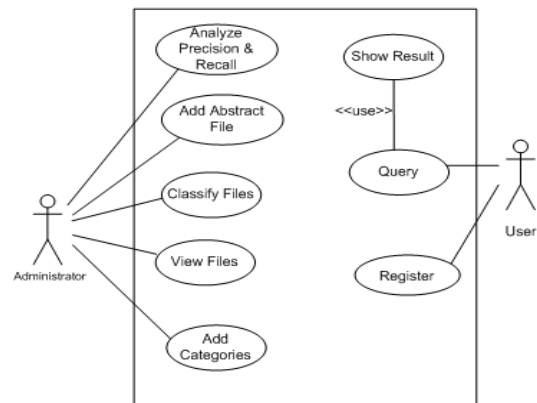 Analyze
Precision &
Recall
Show Result
Add Abstract
File
<<use>>
Query
Classify Files
User
View Files
Register
Administrator
Add
Categories